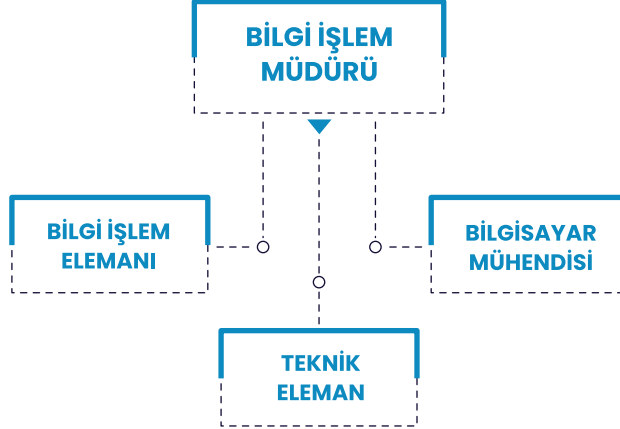 BİLGİ İŞLEM
MÜDÜRÜ
BİLGİ İŞLEM
ELEMANI
BİLGİSAYAR
MÜHENDİSİ
TEKNİK
ELEMAN